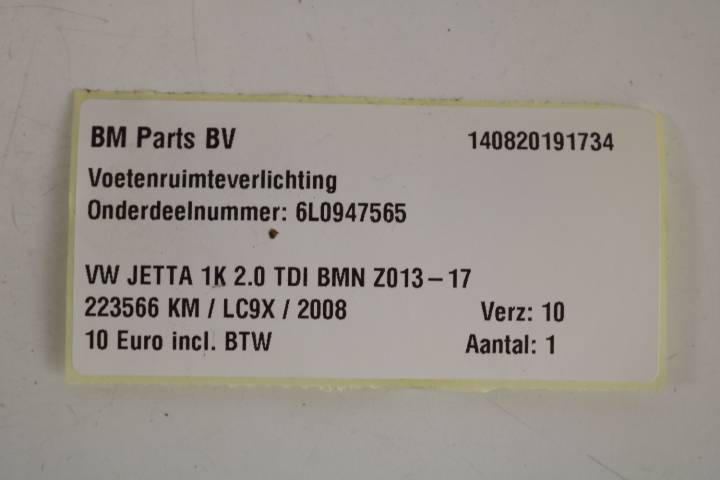 BM Parts BV 140820191734
Voetenruimteverlichting
Onderdeelnummer: 6L0947565
VW JETTA 1K 2.0 TDI BMN Z013-17
223566 KM / LC9X / 2008 Verz: 10
10 Euro incl. BTW Aantal: 1